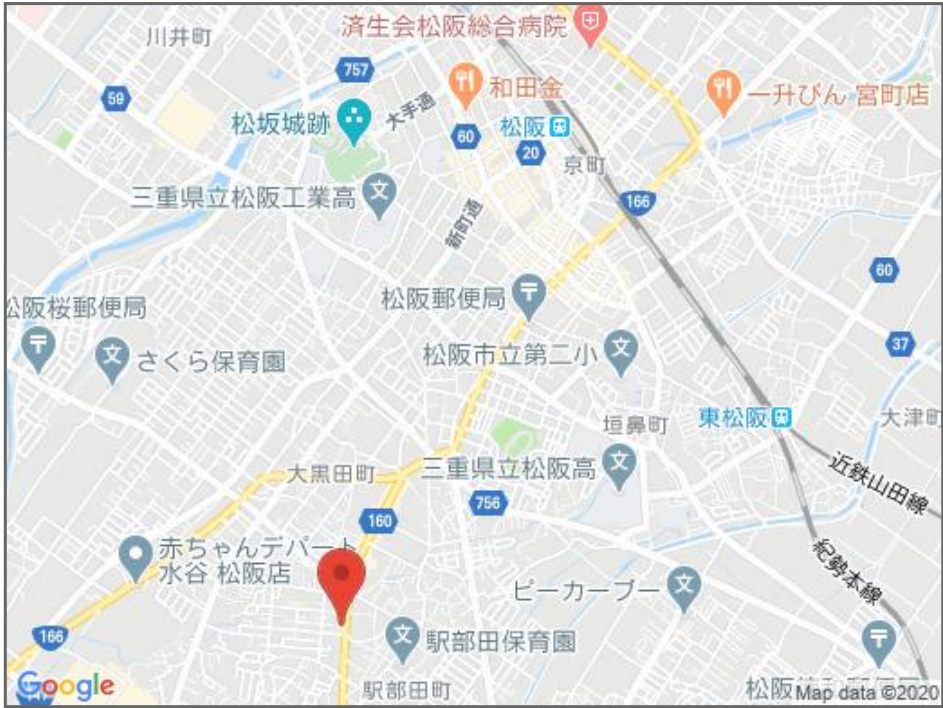 済生会松阪総合病院
川井町
757
和田金
59
一升びん 宮町店
大手通
松坂城跡
60
松阪
20
京町
三重県立松阪工業高
166
新町通
60
松阪郵便局
松阪桜郵便局
37
松阪市立第二小
さくら保育園
東松阪
大津町
垣鼻町
三重県立松阪高
大黒田町
近鉄山田線
756
160
赤ちゃんデパート
水谷 松阪店
紀勢本線
ピーカーブー
166
駅部田保育園
駅部田町
Google
松阪
Map data ©2020